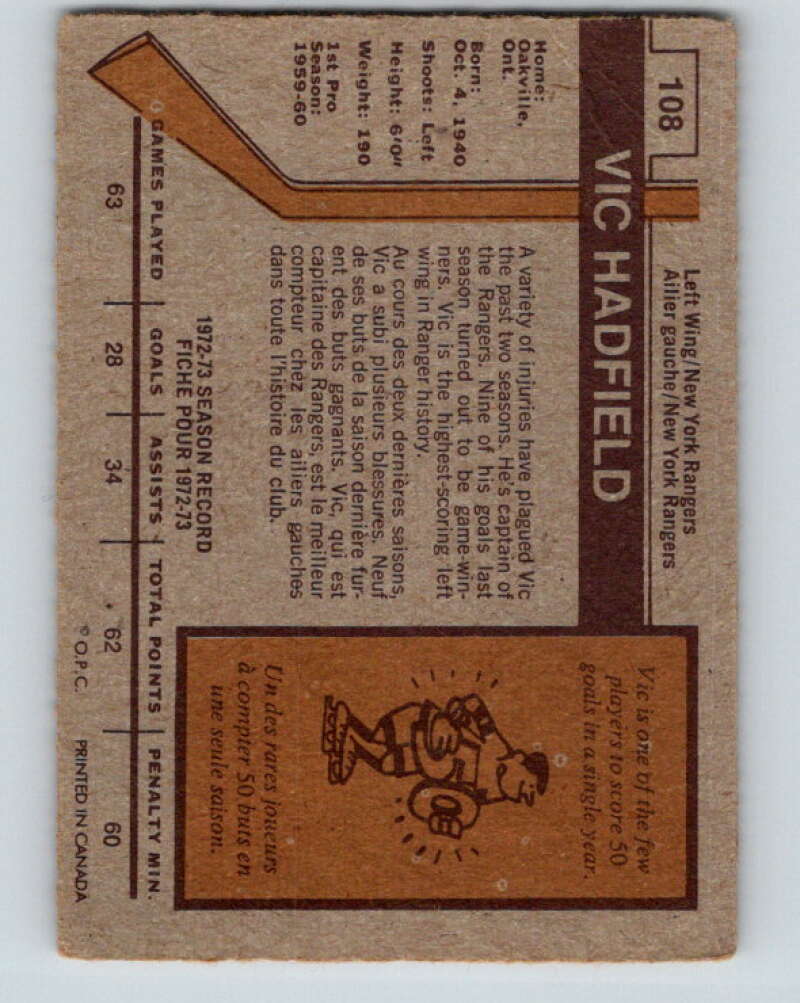 108
VIC HADFIELD
Left Wing/New York Rangers
Ailier gauche/New York Rangers
Home:
Oakville,
Ont.
Born:
Oct. 4, 1940
Shoots: Left
Height: 6'0"
Weight: 190
1st Pro
Season:
1959-60
A variety of injuries have plagued Vic
the past two seasons. He's captain of
the Rangers. Nine of his goals last
season turned out to be game-win-
ners. Vic is the highest-scoring left
wing in Ranger history.
Au cours des deux dernières saisons,
Vic a subi plusieurs blessures. Neuf
de ses buts de la saison dernière fur-
ent des buts gagnants. Vic, qui est
capitaine des Rangers, est le meilleur
compteur chez les ailiers gauches
dans toute l'histoire du club.
Vic is one of the few
players to score 50
goals in a single year.
50
Un des rares joueurs
à compter 50 buts en
une seule saison.
1972-73 SEASON RECORD
FICHE POUR 1972-73
GAMES PLAYED GOALS ASSISTS TOTAL POINTS PENALTY MIN.
63 28 34 62 60
© O.P.C. PRINTED IN CANADA